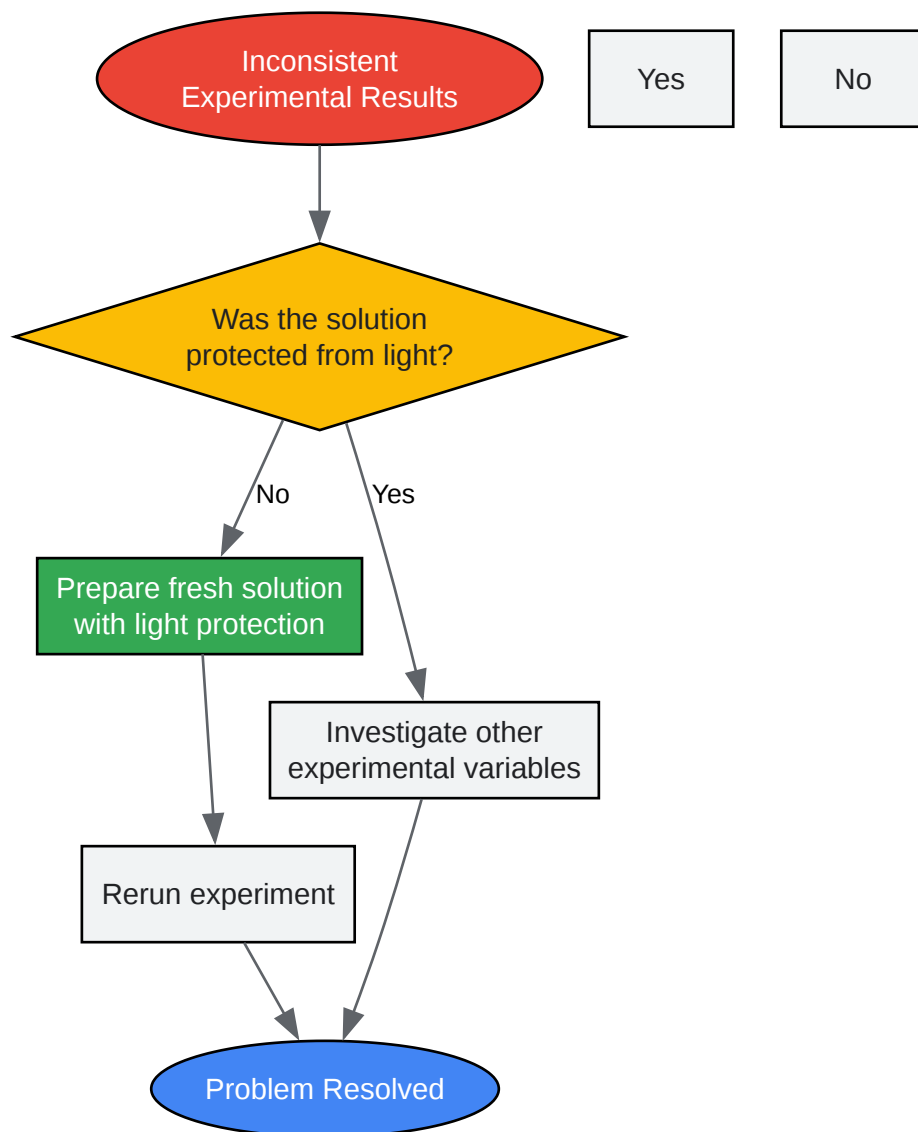 Inconsistent
Experimental Results
Yes
No
Was the solution
protected from light?
No
Yes
Prepare fresh solution
with light protection
Investigate other
experimental variables
Rerun experiment
Problem Resolved